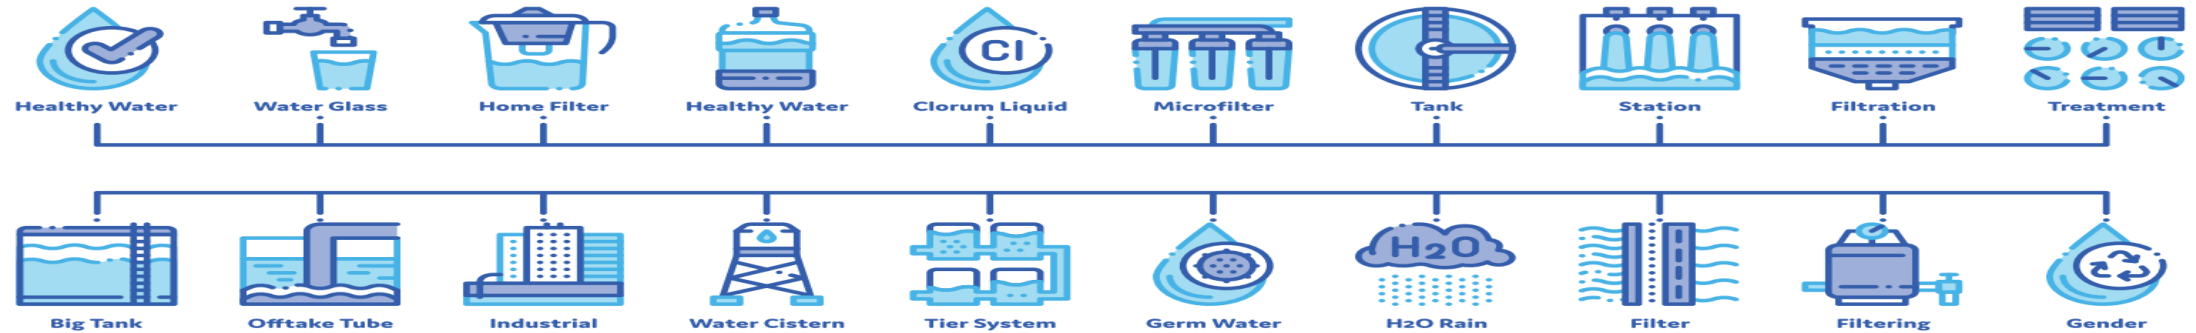 Cl
Healthy Water
Water Glass
Home Filter
Healthy Water
Clorum Liquid
Microfilter
Tank
Station
Filtration
Treatment
H2O
Big Tank
Offtake Tube
Industrial
Water Cistern
Tier System
Germ Water
H2O Rain
Filter
Filtering
Gender